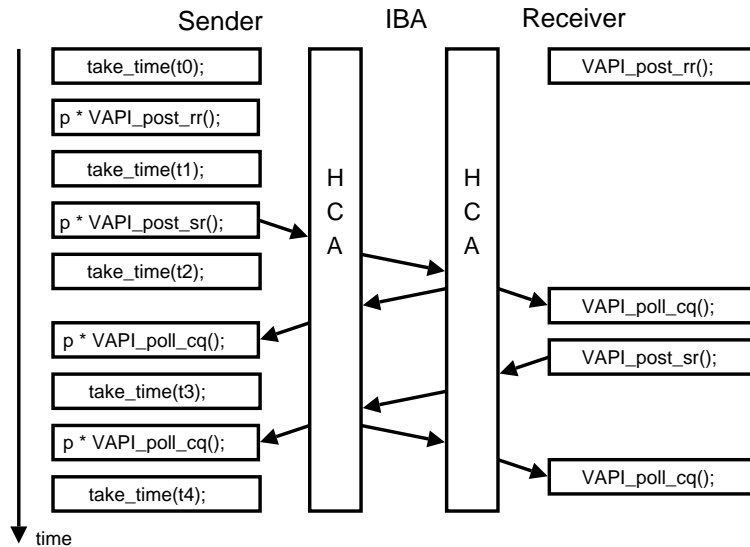 Sender IBA Receiver
take_time(t0); VAPI_post_rr();
p * VAPI_post_rr();
take_time(t1);
H H
C C
A A
p * VAPI_post_sr();
take_time(t2);
VAPI_poll_cq();
p * VAPI_poll_cq();
VAPI_post_sr();
take_time(t3);
p * VAPI_poll_cq();
VAPI_poll_cq();
take_time(t4);
time